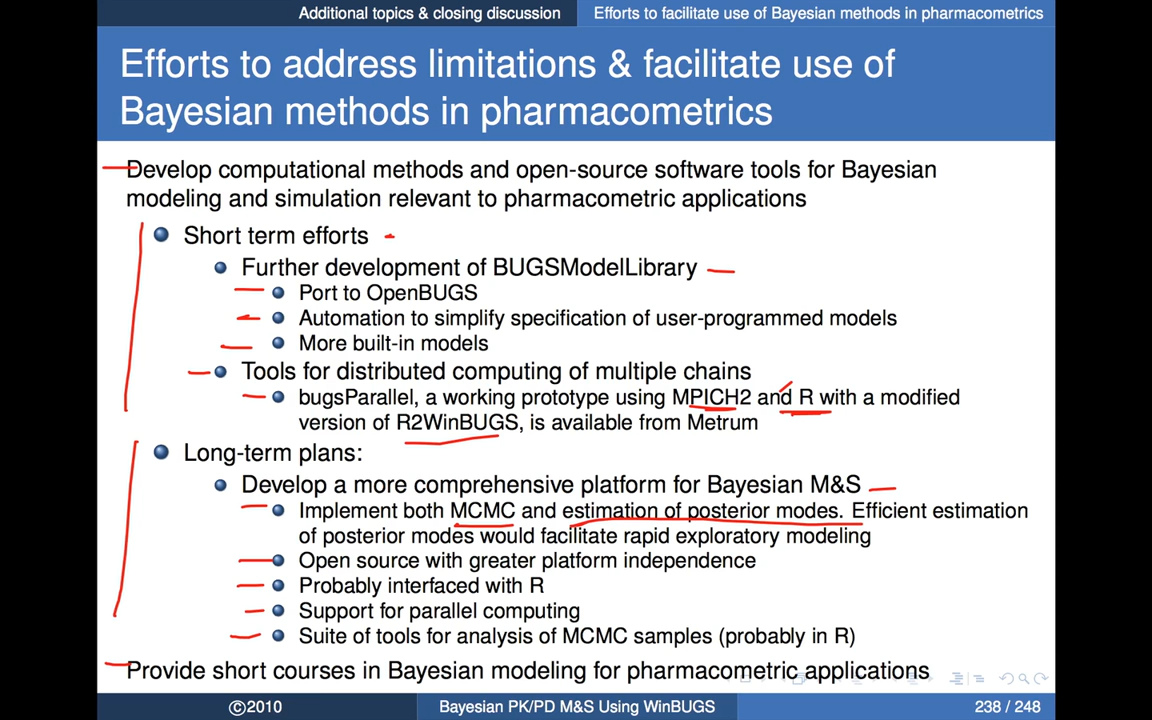 Additional topics & closing discussion Efforts to facilitate use of Bayesian methods in pharmacometrics
Efforts to address limitations & facilitate use of
Bayesian methods in pharmacometrics
Develop computational methods and open-source software tools for Bayesian
modeling and simulation relevant to pharmacometric applications
Short term efforts
Further development of BUGSModelLibrary
Port to OpenBUGS
Automation to simplify specification of user-programmed models
More built-in models
Tools for distributed computing of multiple chains
bugsParallel, a working prototype using MPICH2 and R with a modified
version of R2WinBUGS, is available from Metrum
Long-term plans:
Develop a more comprehensive platform for Bayesian M&S
Implement both MCMC and estimation of posterior modes. Efficient estimation
of posterior modes would facilitate rapid exploratory modeling
Open source with greater platform independence
Probably interfaced with R
Support for parallel computing
Suite of tools for analysis of MCMC samples (probably in R)
Provide short courses in Bayesian modeling for pharmacometric applications
©2010 Bayesian PK/PD M&S Using WinBUGS 238 / 248